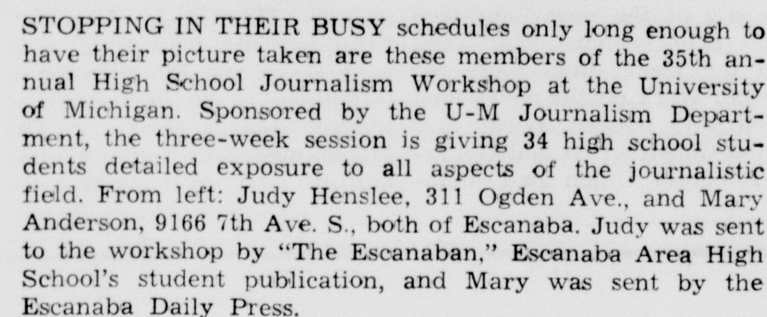 STOPPING IN THEIR BUSY schedules only long enough to
have their picture taken are these members of the 35th an-
nual High School Journalism Workshop at the University
of Michigan. Sponsored by the U-M Journalism Depart-
ment, the three-week session is giving 34 high school stu-
dents detailed exposure to all aspects of the journalistic
field. From left: Judy Henslee, 311 Ogden Ave., and Mary
Anderson, 9166 7th Ave. S., both of Escanaba. Judy was sent
to the workshop by “The Escanaban,” Escanaba Area High
School's student publication, and Mary was sent by the
Escanaba Daily Press.